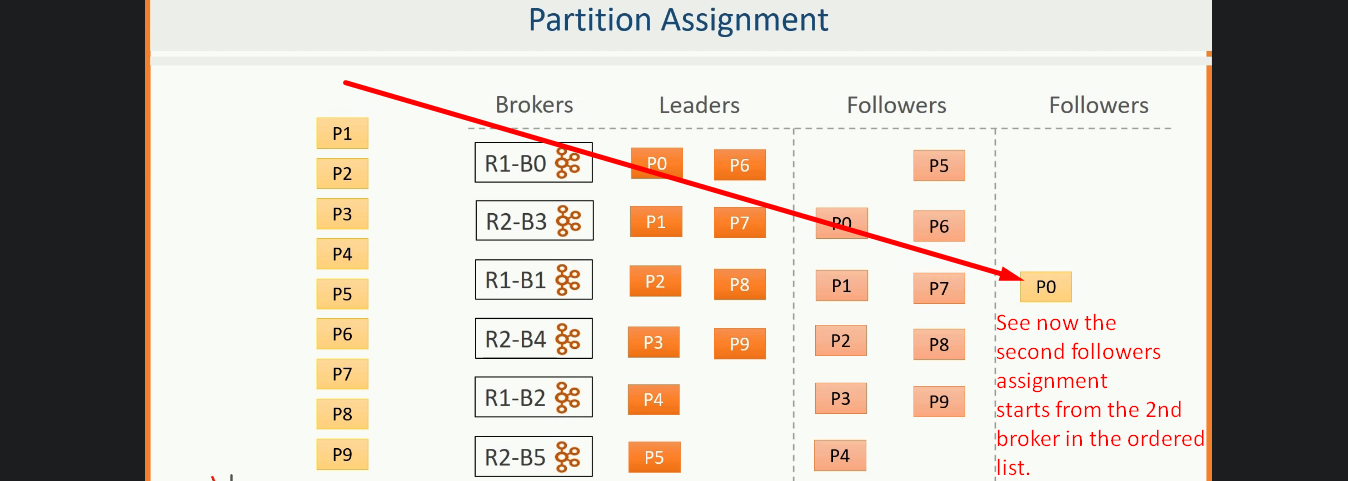 Partition Assignment
Brokers Leaders Followers Followers
P1
P2
P3
P4
P5
P6
P7
P8
P9
R1-B0 P0 P6 P5
R2-B3 P1 P7 P0 P6
R1-B1 P2 P8 P1 P7 P0
R2-B4 P3 P9 P2 P8
R1-B2 P4 P3 P9
R2-B5 P5 P4
See now the
second followers
assignment
starts from the 2nd
broker in the ordered
list.